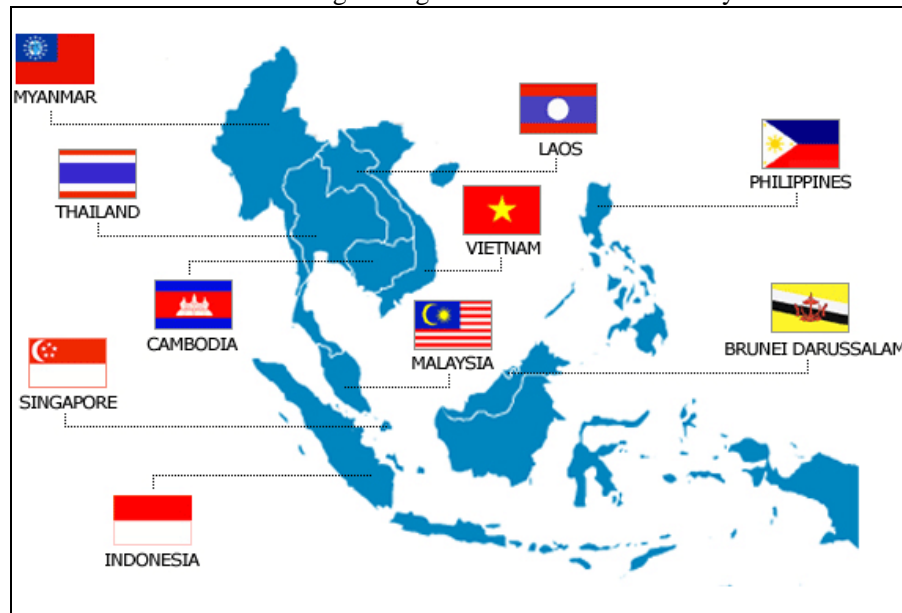 MYANMAR
LAOS
PHILIPPINES
THAILAND
VIETNAM
CAMBODIA
MALAYSIA
BRUNEI DARUSSALAM
SINGAPORE
INDONESIA